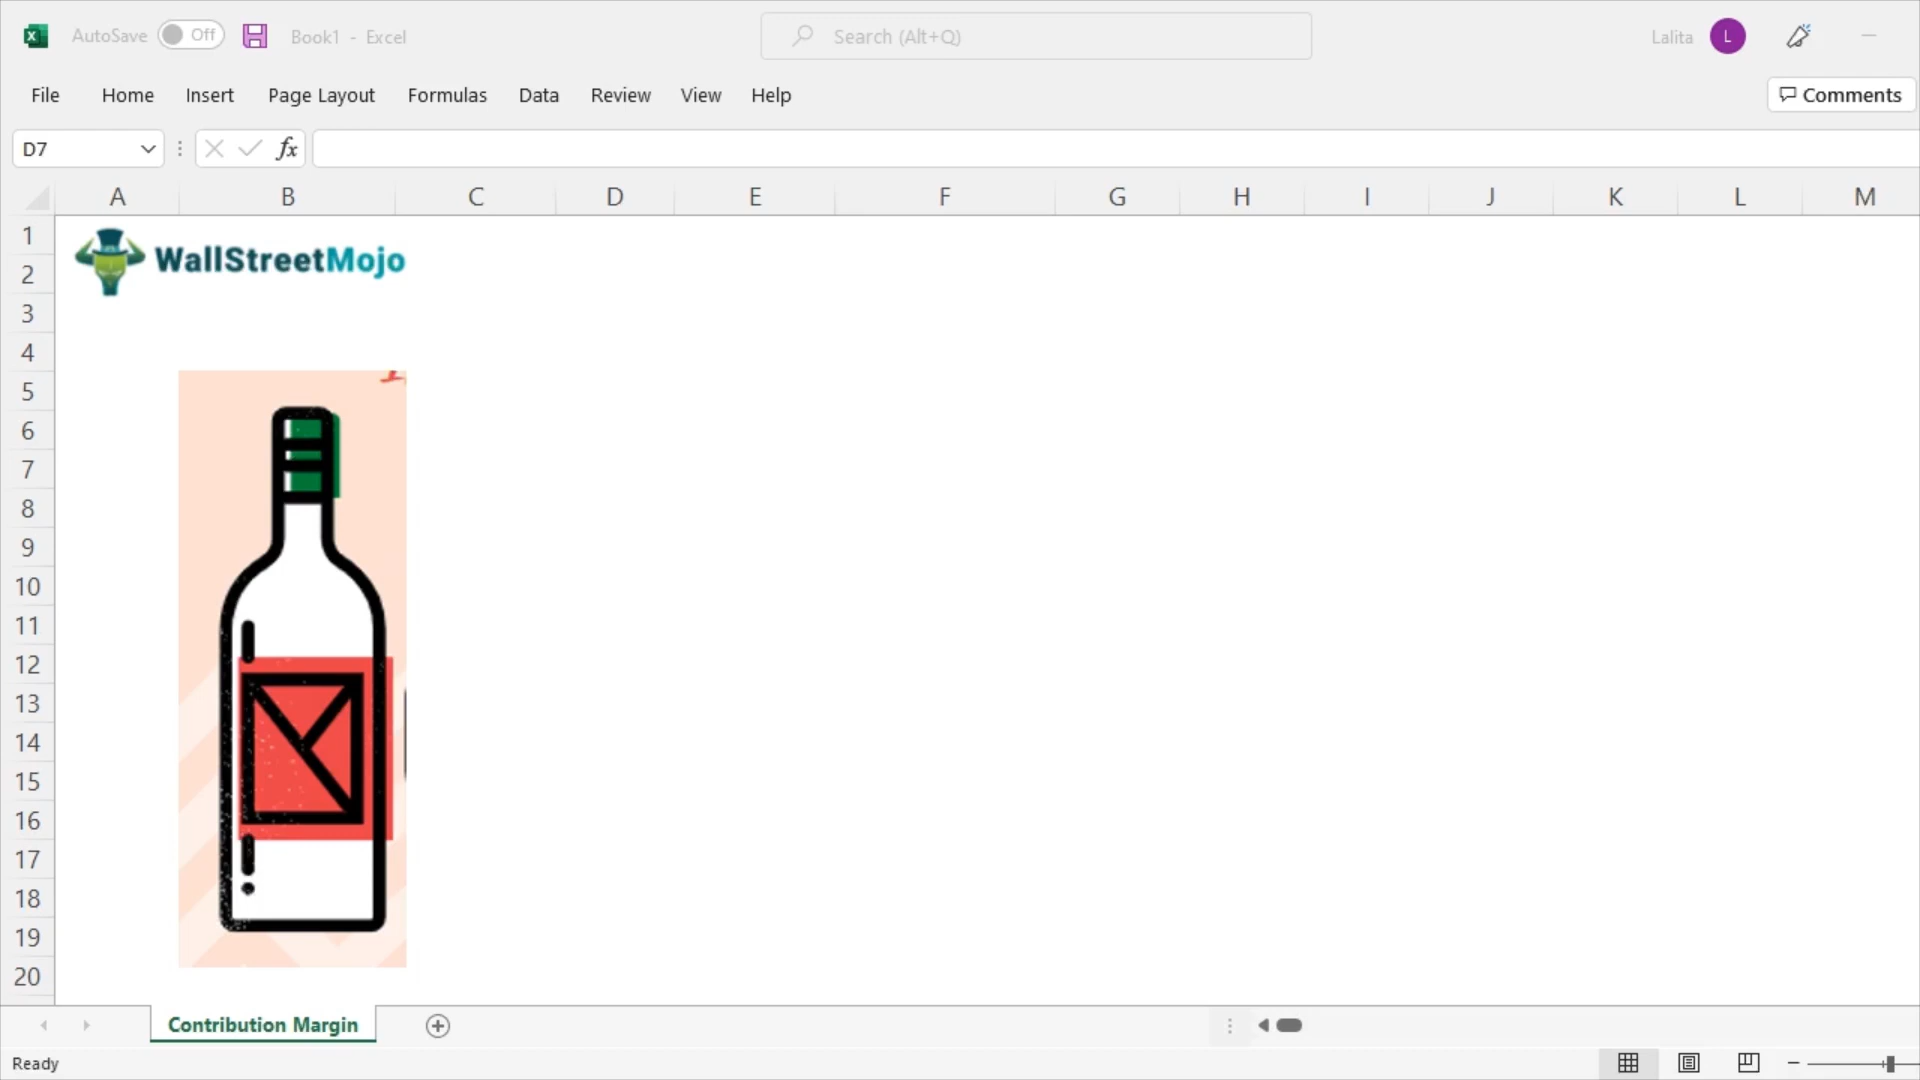 AutoSave Off Book1 - Excel Search (Alt+Q) Lalita L
File Home Insert Page Layout Formulas Data Review View Help Comments
D7 fx
A B C D E F G H I J K L M
1
WallStreetMojo
2
3
4
5
6
7
8
9
10
11
12
13
14
15
16
17
18
19
20
Contribution Margin
Ready